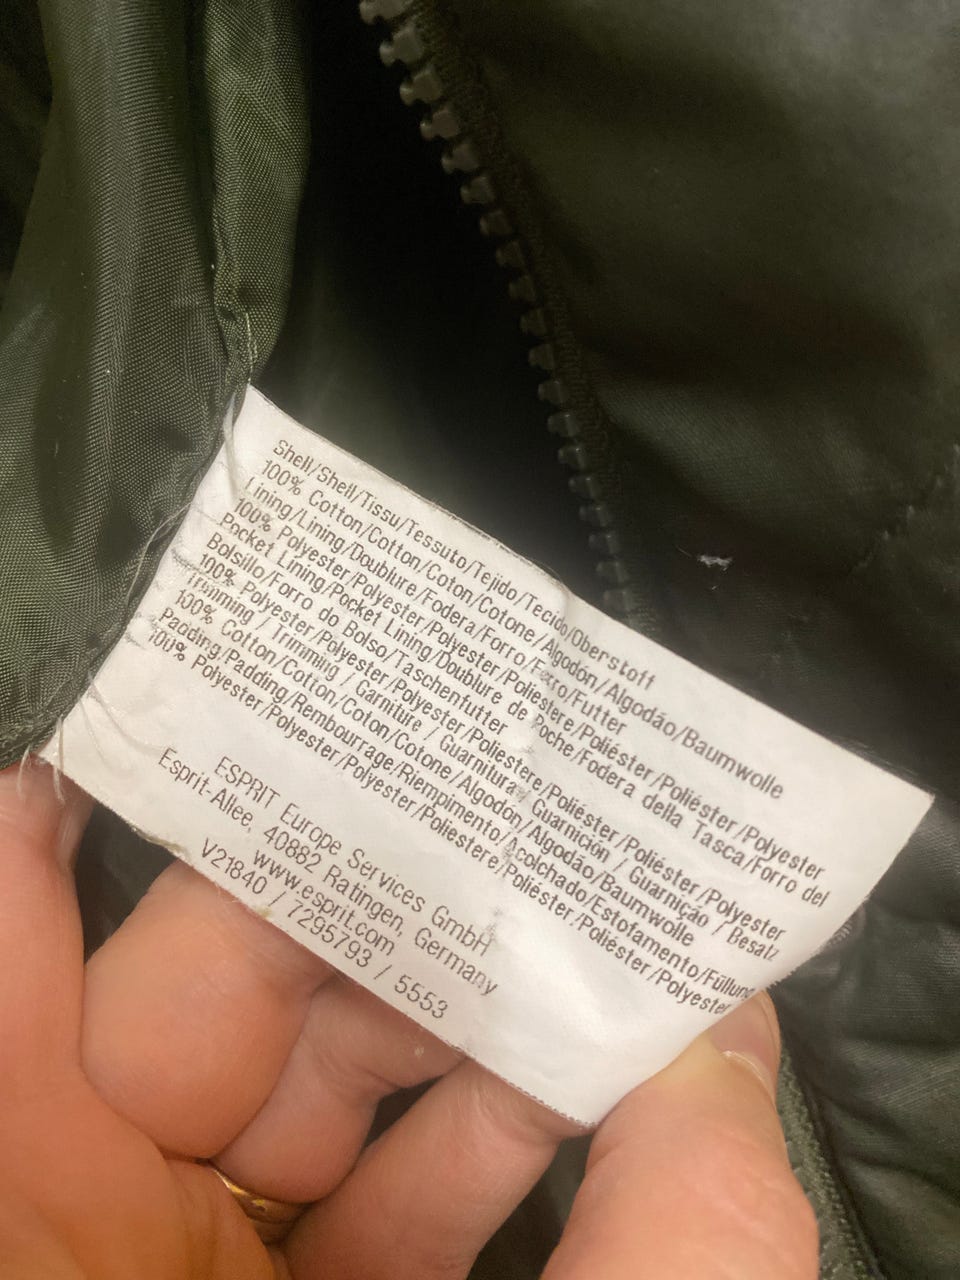 Shell/Shell/Tissu/Tessuto/Tejido/Tecido/Oberstoff
100% Cotton/Cotton/Coton/Cotone/Algodón/Algodão/Baumwolle
Lining/Lining/Doublure/Fodera/Forro/Forro/Futter
100% Polyester/Polyester/Polyester/Poliestere/Poliéster/Poliéster/Polyester
Pocket Lining/Pocket Lining/Doublure de Poche/Fodera della Tasca/Forro del
Bolsillo/Forro do Bolso/Taschenfutter
100% Polyester/Polyester/Polyester/Poliestere/Poliéster/Poliéster/Polyester
Trimming / Trimming / Garniture / Guarnitura / Guarnición / Guarnição / Besatz
100% Cotton/Cotton/Coton/Cotone/Algodón/Algodão/Baumwolle
Padding/Padding/Rembourrage/Riempimento/Acolchado/Estofamento/Füllung
100% Polyester/Polyester/Polyester/Poliestere/Poliéster/Poliéster/Polyester
ESPRIT Europe Services GmbH
Esprit-Allee, 40882 Ratingen, Germany
www.esprit.com
V21840 / 7295793 / 5553